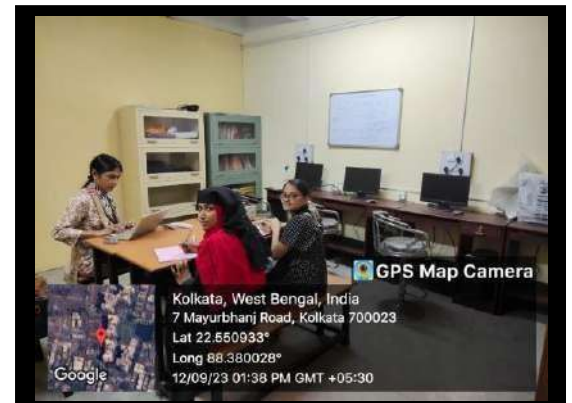 GPS Map Camera
Kolkata, West Bengal, India
7 Mayurbhanj Road, Kolkata 700023
Lat 22.550933°
Long 88.380028°
12/09/23 01:38 PM GMT +05:30
Google